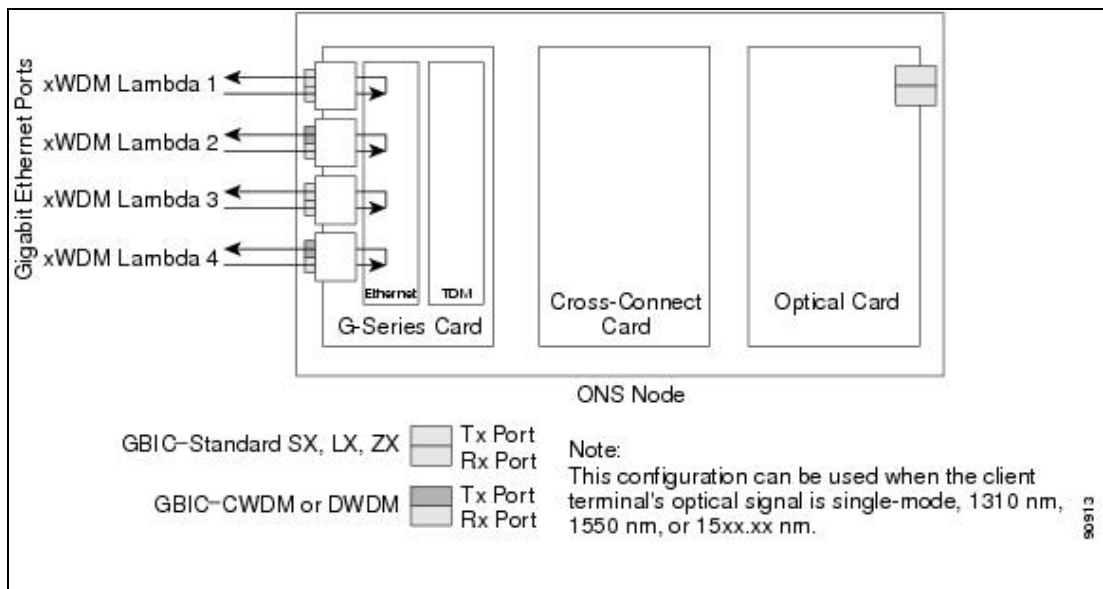 Gigabit Ethernet Ports
xWDM Lambda 1
xWDM Lambda 2
xWDM Lambda 3
xWDM Lambda 4
Ethernet
TDM
G-Series Card
Cross-Connect
Card
Optical Card
ONS Node
GBIC–Standard SX, LX, ZX
Tx Port
Rx Port
GBIC–CWDM or DWDM
Tx Port
Rx Port
Note:
This configuration can be used when the client
terminal's optical signal is single-mode, 1310 nm,
1550 nm, or 15xx.xx nm.
90913